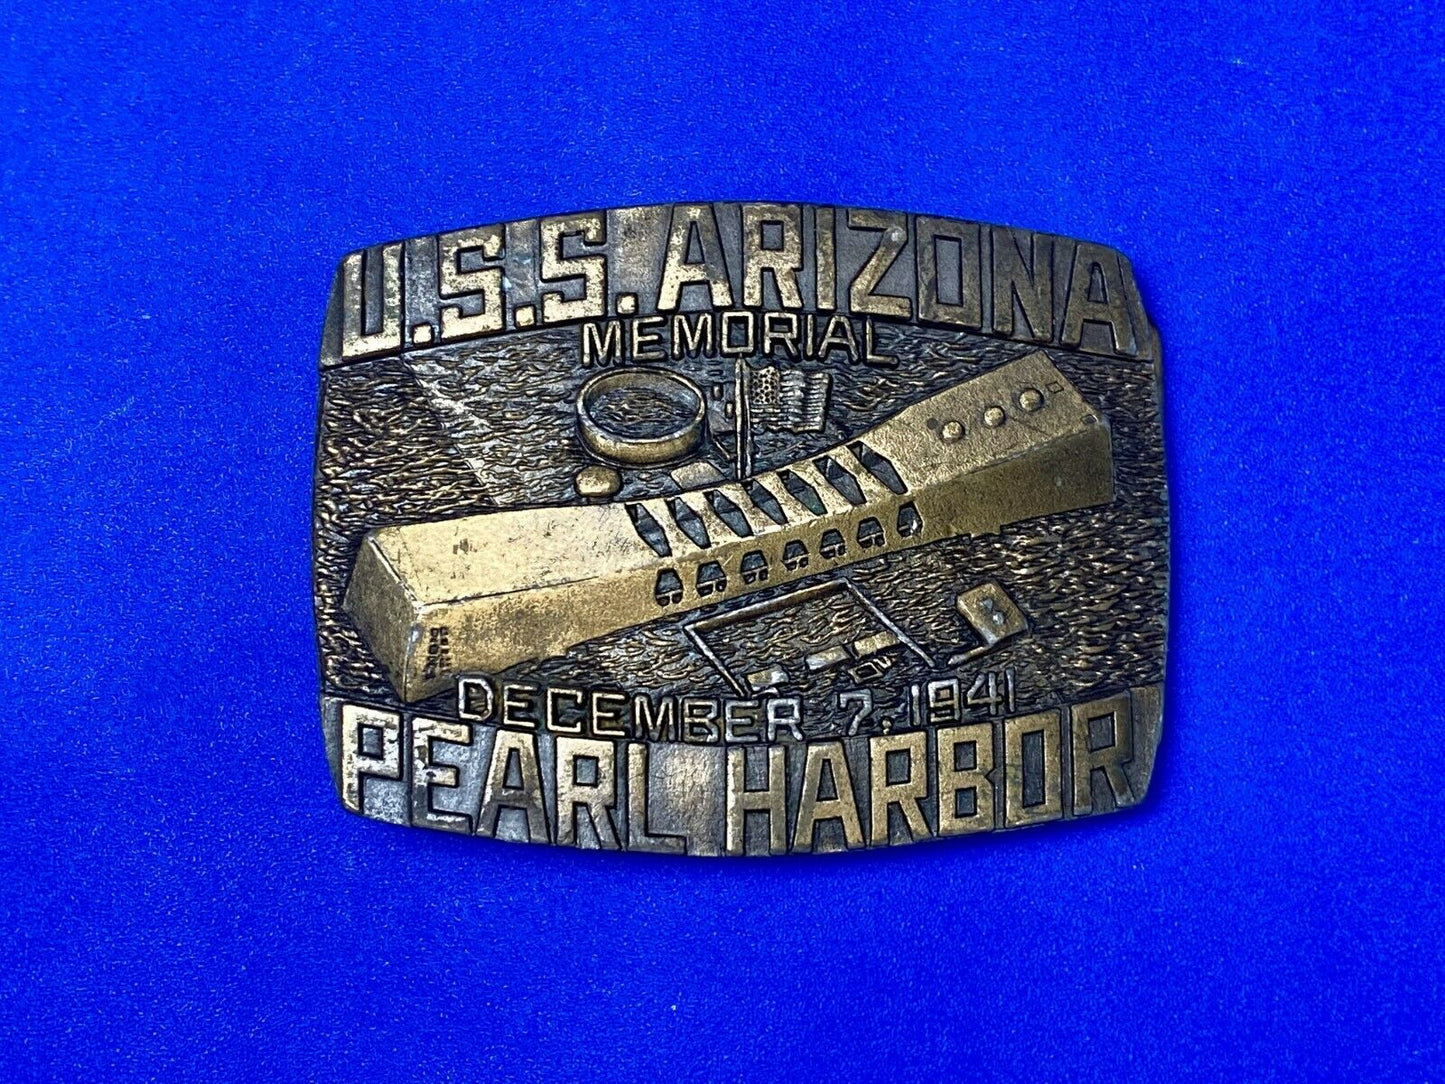 U.S.S. ARIZONA
MEMORIAL
DECEMBER 7, 1941
PEARL HARBOR